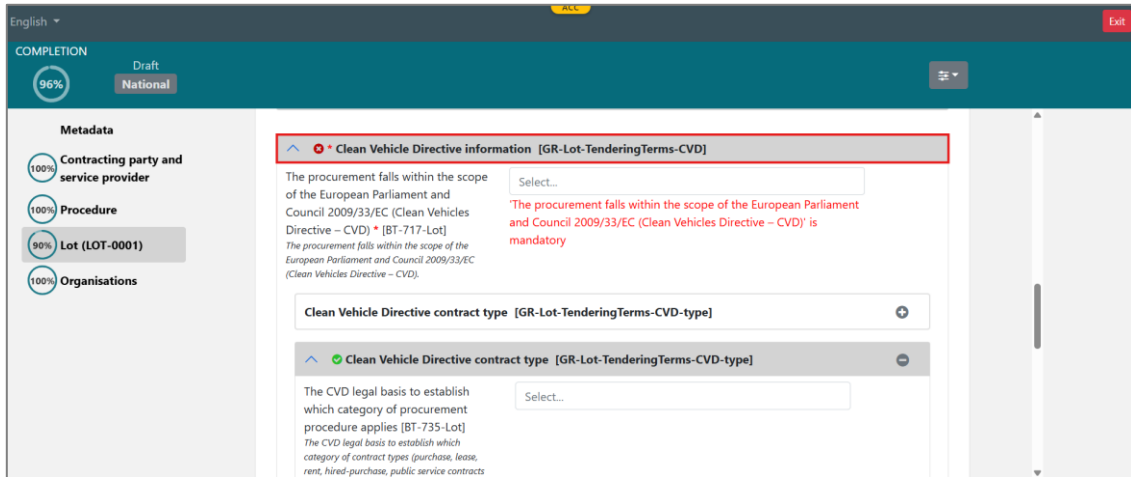 English
ACC
Exit
COMPLETION
96%
Draft
National
Metadata
100%
Contracting party and
service provider
100%
Procedure
90%
Lot (LOT-0001)
100%
Organisations
* Clean Vehicle Directive information [GR-Lot-TenderingTerms-CVD]
The procurement falls within the scope
of the European Parliament and
Council 2009/33/EC (Clean Vehicles
Directive – CVD) * [BT-717-Lot]
The procurement falls within the scope of the
European Parliament and Council 2009/33/EC
(Clean Vehicles Directive – CVD).
Select...
'The procurement falls within the scope of the European Parliament
and Council 2009/33/EC (Clean Vehicles Directive – CVD)' is
mandatory
Clean Vehicle Directive contract type [GR-Lot-TenderingTerms-CVD-type]
Clean Vehicle Directive contract type [GR-Lot-TenderingTerms-CVD-type]
The CVD legal basis to establish
which category of procurement
procedure applies [BT-735-Lot]
The CVD legal basis to establish which
category of contract types (purchase, lease,
rent, hired-purchase, public service contracts
Select...